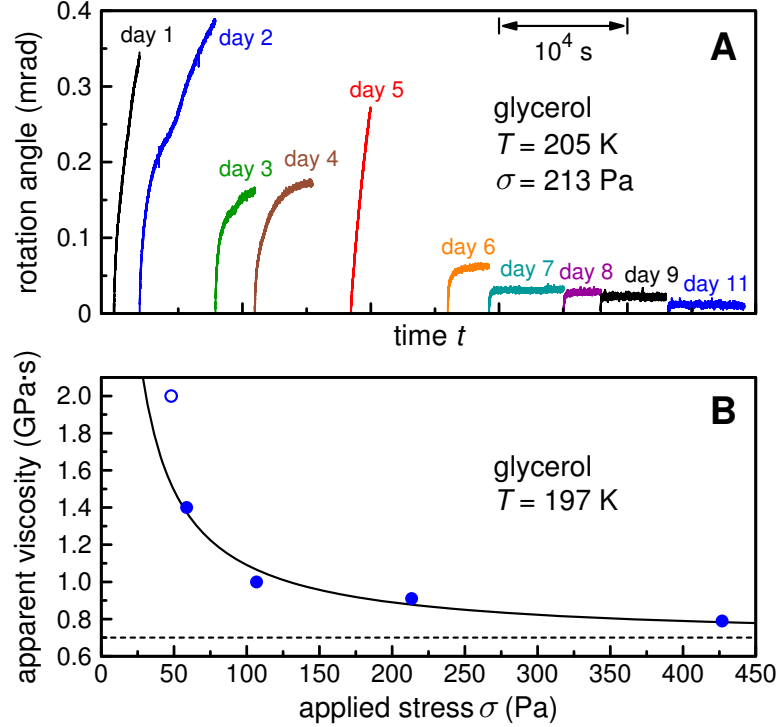 0.4
0.3
0.2
0.1
0
rotation angle (mrad)
day 1
day 2
day 3
day 4
day 5
day 6
day 7
day 8
day 9
day 11
10⁴ s
A
glycerol
T = 205 K
σ = 213 Pa
time t
2.0
1.8
1.6
1.4
1.2
1.0
0.8
0.6
apparent viscosity (GPa·s)
B
glycerol
T = 197 K
0 50 100 150 200 250 300 350 400 450
applied stress σ (Pa)